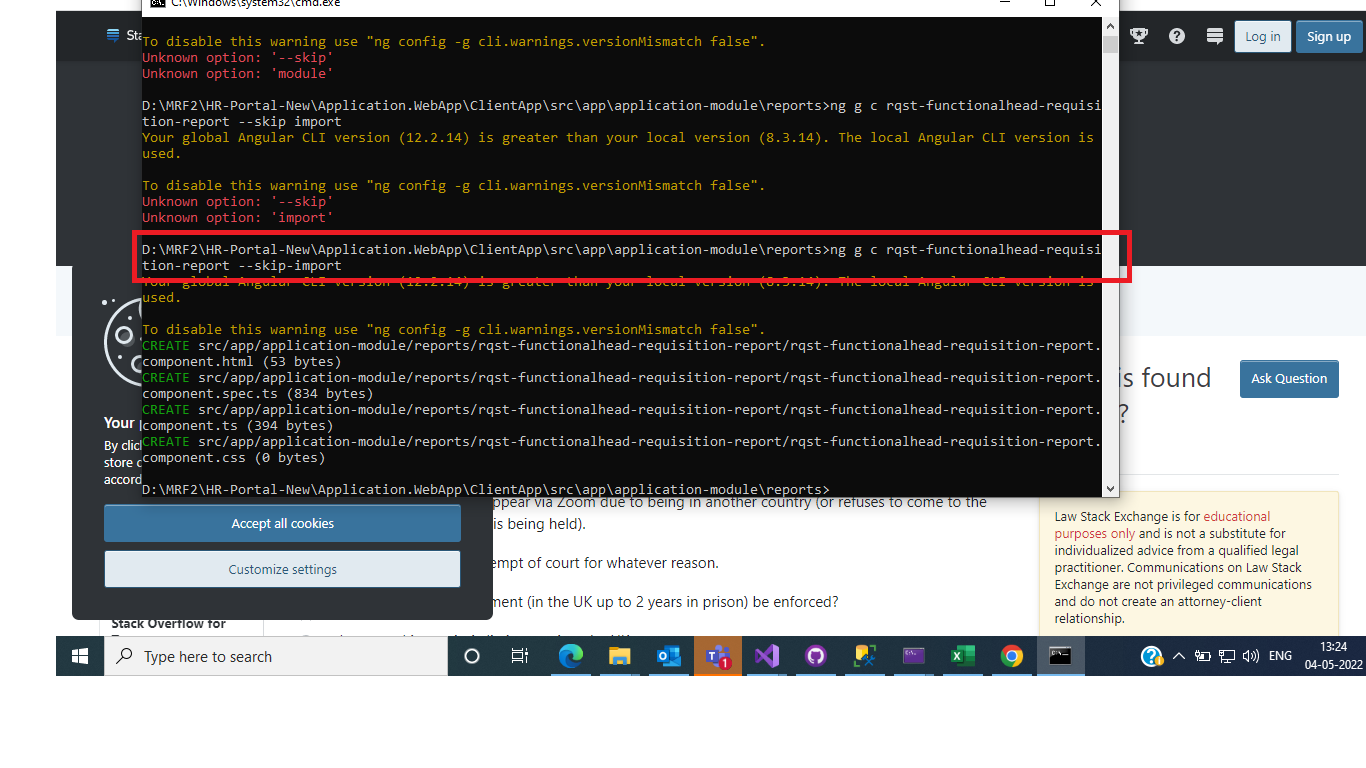 C:\Windows\system32\cmd.exe
To disable this warning use "ng config -g cli.warnings.versionMismatch false".
Unknown option: '--skip'
Unknown option: 'module'
D:\MRF2\HR-Portal-New\Application.WebApp\ClientApp\src\app\application-module\reports>ng g c rqst-functionalhead-requisi
tion-report --skip import
Your global Angular CLI version (12.2.14) is greater than your local version (8.3.14). The local Angular CLI version is
used.
To disable this warning use "ng config -g cli.warnings.versionMismatch false".
Unknown option: '--skip'
Unknown option: 'import'
D:\MRF2\HR-Portal-New\Application.WebApp\ClientApp\src\app\application-module\reports>ng g c rqst-functionalhead-requisi
tion-report --skip-import
Your global Angular CLI version (12.2.14) is greater than your local version (8.3.14). The local Angular CLI version is
used.
To disable this warning use "ng config -g cli.warnings.versionMismatch false".
CREATE src/app/application-module/reports/rqst-functionalhead-requisition-report/rqst-functionalhead-requisition-report.
component.html (53 bytes)
CREATE src/app/application-module/reports/rqst-functionalhead-requisition-report/rqst-functionalhead-requisition-report.
component.spec.ts (834 bytes)
CREATE src/app/application-module/reports/rqst-functionalhead-requisition-report/rqst-functionalhead-requisition-report.
component.ts (394 bytes)
CREATE src/app/application-module/reports/rqst-functionalhead-requisition-report/rqst-functionalhead-requisition-report.
component.css (0 bytes)
D:\MRF2\HR-Portal-New\Application.WebApp\ClientApp\src\app\application-module\reports>
Sta
Log in
Sign up
is found
?
Ask Question
Your
By clic
store c
accord
Accept all cookies
Customize settings
ppear via Zoom due to being in another country (or refuses to come to the
is being held).
empt of court for whatever reason.
ment (in the UK up to 2 years in prison) be enforced?
Law Stack Exchange is for educational
purposes only and is not a substitute for
individualized advice from a qualified legal
practitioner. Communications on Law Stack
Exchange are not privileged communications
and do not create an attorney-client
relationship.
Stack Overflow for
Type here to search
1
ENG
13:24
04-05-2022